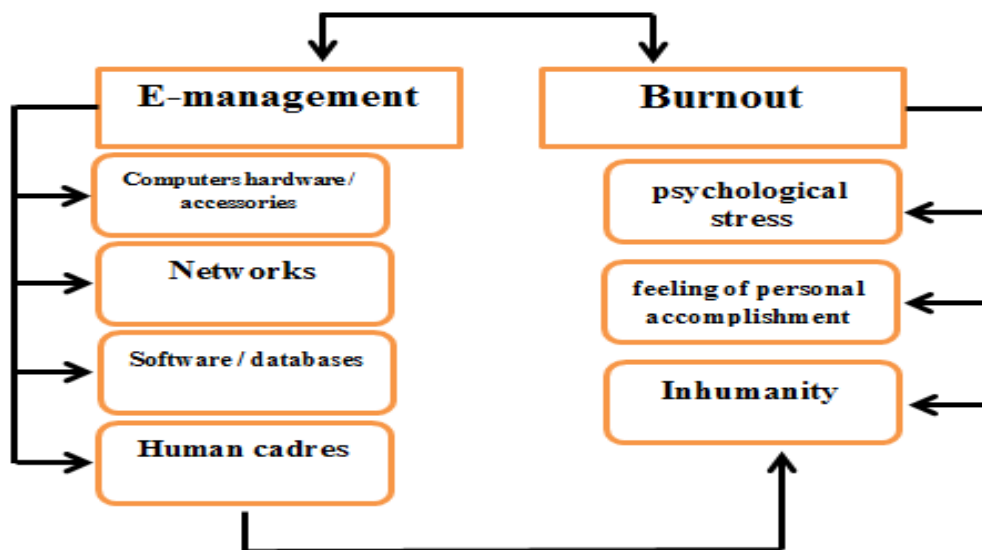 E-management
Computers hardware /
accessories
Networks
Software / databases
Human cadres
Burnout
psychological
stress
feeling of personal
accomplishment
Inhumanity